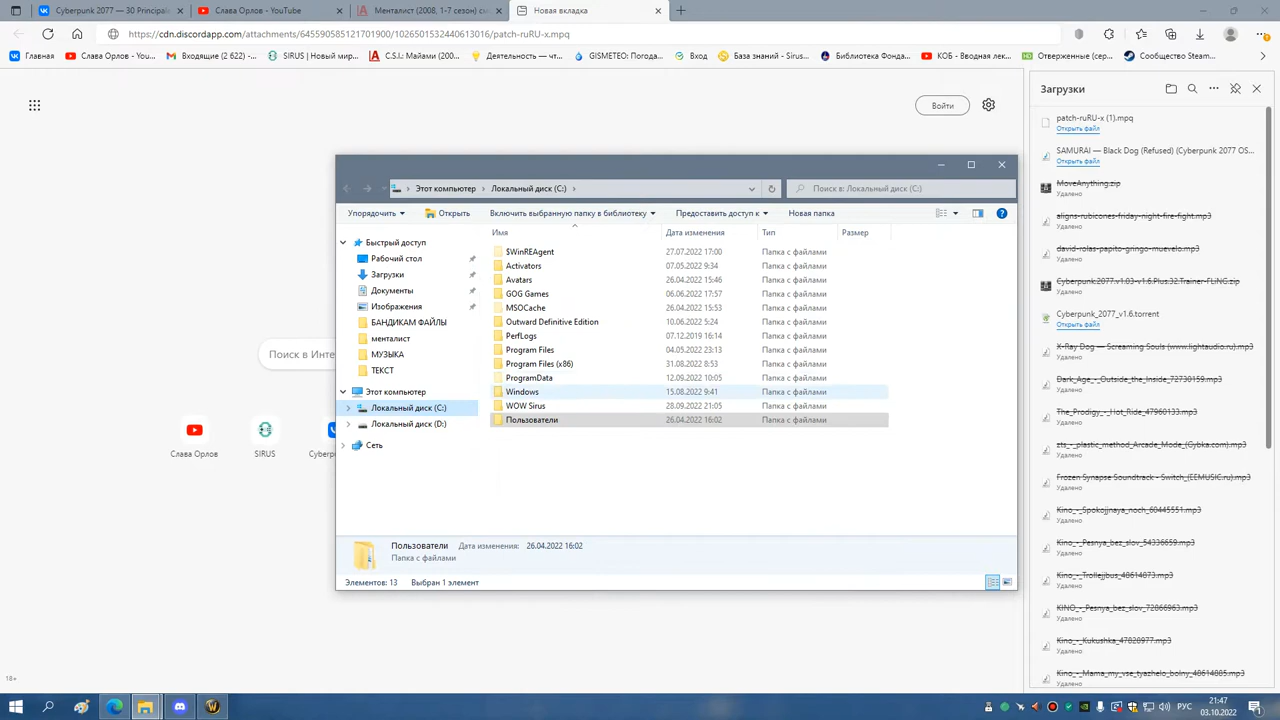 Cyberpunk 2077 — 30 Principales
Слава Орлов - YouTube
Менталист (2008, 1-7 сезон) см
Новая вкладка
https://cdn.discordapp.com/attachments/645590585121701900/1026501532440613016/patch-ruRU-x.mpq
Главная
Слава Орлов - You...
Входящие (2 622) -...
SIRUS | Новый мир...
C.S.I.: Майами (200...
Деятельность — чт...
GISMETEO: Погода...
Вход
База знаний - Sirus...
Библиотека Фонда...
КОБ - Вводная лек...
Отверженные (сер...
Сообщество Steam...
Войти
Загрузки
patch-ruRU-x (1).mpq
Открыть файл
SAMURAI — Black Dog (Refused) (Cyberpunk 2077 OS...
Открыть файл
MoveAnything.zip
Удалено
aligns-rubicones-friday-night-fire-fight.mp3
Удалено
david-rolas-papito-gringo-muevelo.mp3
Удалено
Cyberpunk.2077.v1.03-v1.6.Plus.32.Trainer-FLiNG.zip
Удалено
Cyberpunk_2077_v1.6.torrent
Открыть файл
X-Ray Dog — Screaming Souls (www.lightaudio.ru).mp3
Удалено
Dark_Age_-_Outside_the_Inside_72730159.mp3
Удалено
The_Prodigy_-_Hot_Ride_47960133.mp3
Удалено
zts_-_plastic_method_Arcade_Mode_(Cybka.com).mp3
Удалено
Frozen Synapse Soundtrack - Switch_(EEMUSIC.ru).mp3
Удалено
Kino_-_Spokojjnaya_noch_60445551.mp3
Удалено
Kino_-_Pesnya_bez_slov_54336659.mp3
Удалено
Kino_-_Trollejjbus_48614873.mp3
Удалено
KINO_-_Pesnya_bez_slov_72866963.mp3
Удалено
Kino_-_Kukushka_47828977.mp3
Удалено
Kino_-_Mama_my_vse_tyazhelo_bolny_48614885.mp3
Удалено
Этот компьютер
Локальный диск (C:)
Поиск в: Локальный диск (C:)
Упорядочить
Открыть
Включить выбранную папку в библиотеку
Предоставить доступ к
Новая папка
Имя
Дата изменения
Тип
Размер
Быстрый доступ
Рабочий стол
Загрузки
Документы
Изображения
БАНДИКАМ ФАЙЛЫ
менталист
МУЗЫКА
ТЕКСТ
Этот компьютер
Локальный диск (C:)
Локальный диск (D:)
Сеть
$WinREAgent 27.07.2022 17:00 Папка с файлами
Activators 07.05.2022 9:34 Папка с файлами
Avatars 26.04.2022 15:46 Папка с файлами
GOG Games 06.06.2022 17:57 Папка с файлами
MSOCache 26.04.2022 15:53 Папка с файлами
Outward Definitive Edition 10.06.2022 5:24 Папка с файлами
PerfLogs 07.12.2019 16:14 Папка с файлами
Program Files 04.05.2022 23:13 Папка с файлами
Program Files (x86) 31.08.2022 8:53 Папка с файлами
ProgramData 12.09.2022 10:05 Папка с файлами
Windows 15.08.2022 9:41 Папка с файлами
WOW Sirus 28.09.2022 21:05 Папка с файлами
Пользователи 26.04.2022 16:02 Папка с файлами
Пользователи Дата изменения: 26.04.2022 16:02
Папка с файлами
Элементов: 13 Выбран 1 элемент
Поиск в Инте
Слава Орлов
SIRUS
Cyberpu
18+
РУС
21:47
03.10.2022